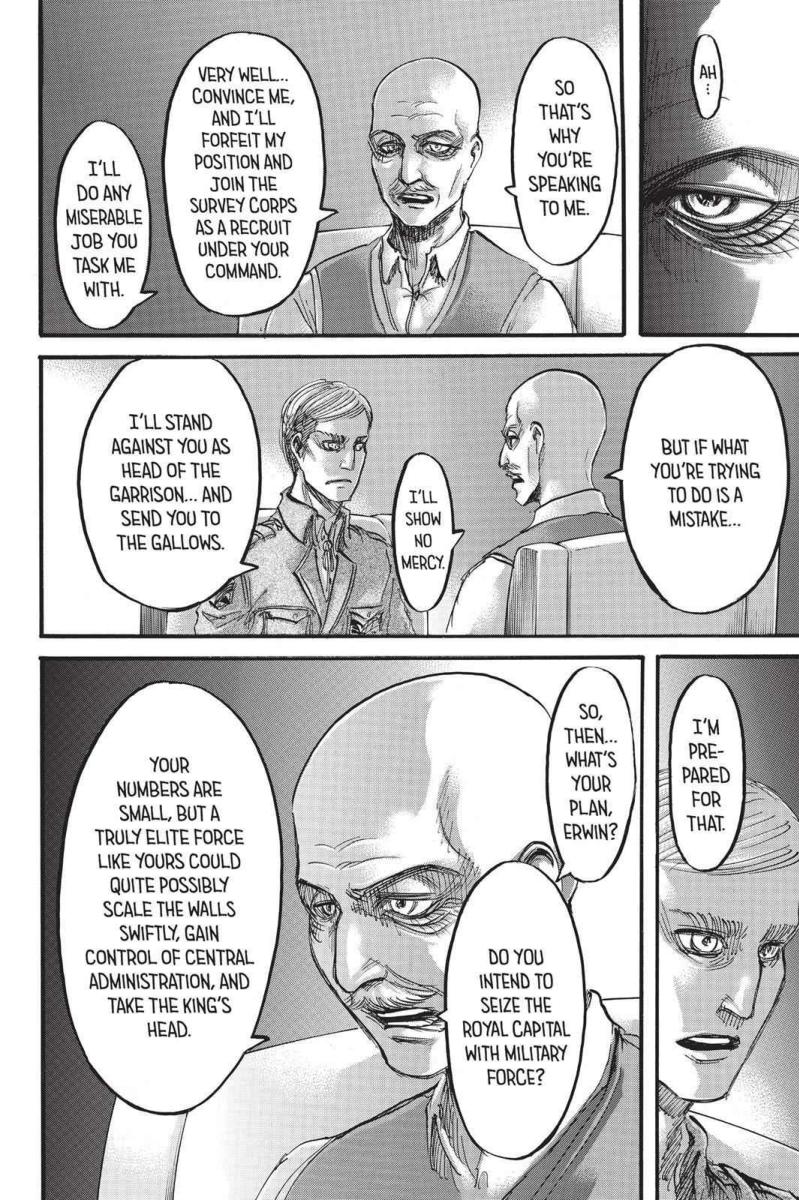 AH
...
SO
THAT'S
WHY
YOU'RE
SPEAKING
TO ME.
VERY WELL...
CONVINCE ME,
AND I'LL
FORFEIT MY
POSITION AND
JOIN THE
SURVEY CORPS
AS A RECRUIT
UNDER YOUR
COMMAND.
I'LL
DO ANY
MISERABLE
JOB YOU
TASK ME
WITH.
BUT IF WHAT
YOU'RE TRYING
TO DO IS A
MISTAKE...
I'LL
SHOW
NO
MERCY.
I'LL STAND
AGAINST YOU AS
HEAD OF THE
GARRISON... AND
SEND YOU TO
THE GALLOWS.
I'M
PRE-
PARED
FOR
THAT.
SO,
THEN...
WHAT'S
YOUR
PLAN,
ERWIN?
DO YOU
INTEND TO
SEIZE THE
ROYAL CAPITAL
WITH MILITARY
FORCE?
YOUR
NUMBERS ARE
SMALL, BUT A
TRULY ELITE FORCE
LIKE YOURS COULD
QUITE POSSIBLY
SCALE THE WALLS
SWIFTLY, GAIN
CONTROL OF CENTRAL
ADMINISTRATION, AND
TAKE THE KING'S
HEAD.